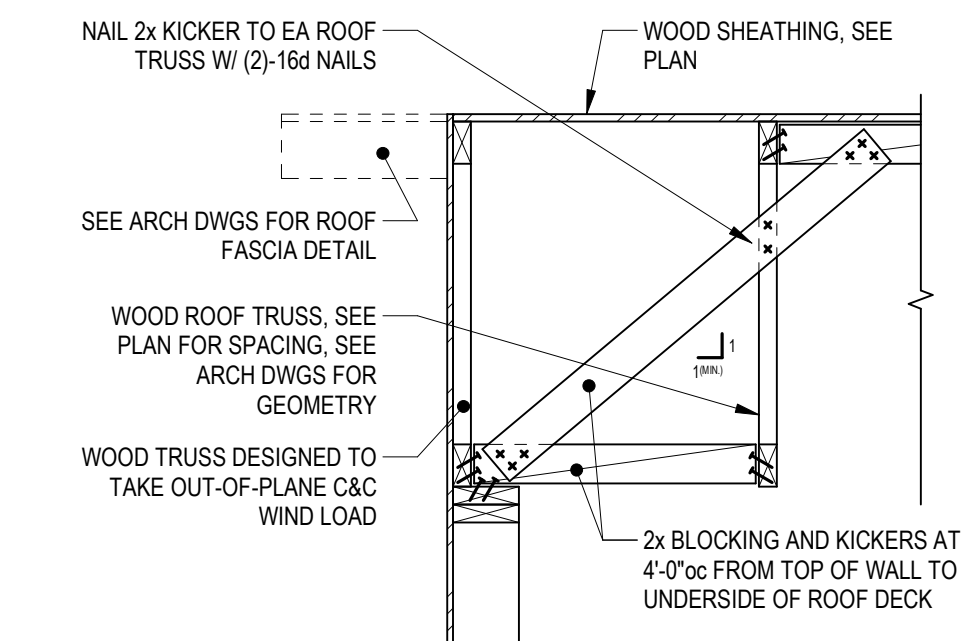 NAIL 2x KICKER TO EA ROOF
TRUSS W/ (2)-16d NAILS
WOOD SHEATHING, SEE
PLAN
SEE ARCH DWGS FOR ROOF
FASCIA DETAIL
WOOD ROOF TRUSS, SEE
PLAN FOR SPACING, SEE
ARCH DWGS FOR
GEOMETRY
1
1(MIN.)
WOOD TRUSS DESIGNED TO
TAKE OUT-OF-PLANE C&C
WIND LOAD
2x BLOCKING AND KICKERS AT
4'-0"oc FROM TOP OF WALL TO
UNDERSIDE OF ROOF DECK